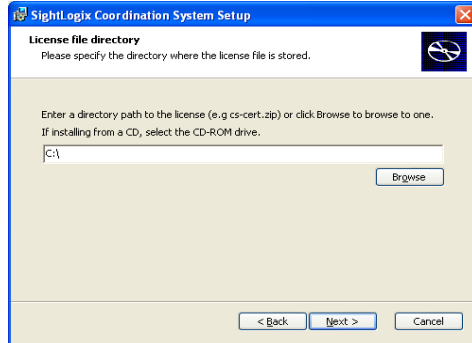 SightLogix Coordination System Setup
License file directory
Please specify the directory where the license file is stored.
Enter a directory path to the license (e.g cs-cert.zip) or click Browse to browse to one.
If installing from a CD, select the CD-ROM drive.
C:\
Browse
< Back Next > Cancel